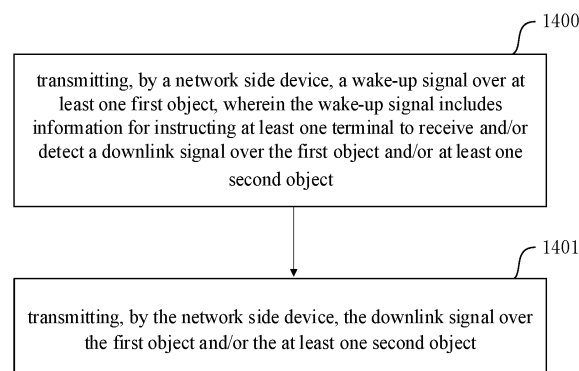 1400
transmitting, by a network side device, a wake-up signal over at
least one first object, wherein the wake-up signal includes
information for instructing at least one terminal to receive and/or
detect a downlink signal over the first object and/or at least one
second object
1401
transmitting, by the network side device, the downlink signal over
the first object and/or the at least one second object